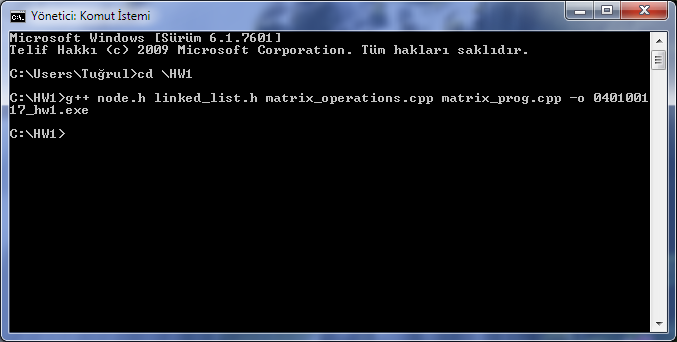 Yönetici: Komut İstemi
Microsoft Windows [Sürüm 6.1.7601]
Telif Hakkı (c) 2009 Microsoft Corporation. Tüm hakları saklıdır.
C:\Users\Tuğrul>cd \HW1
C:\HW1>g++ node.h linked_list.h matrix_operations.cpp matrix_prog.cpp -o 0401001
17_hw1.exe
C:\HW1>